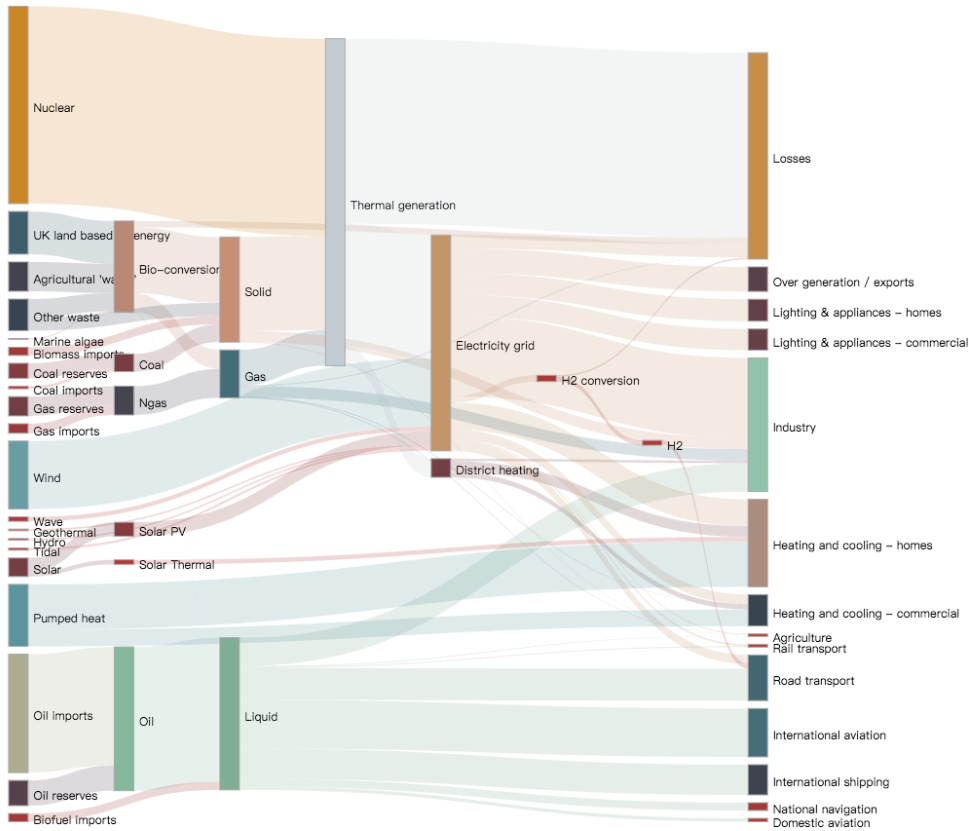 Nuclear
UK land based energy
Agricultural
Other waste
Marine algae
Biomass imports
Coal reserves
Coal imports
Gas reserves
Gas imports
Wind
Wave
Geothermal
Hydro
Tidal
Solar
Pumped heat
Oil imports
Oil reserves
Biofuel imports
Bio-conversion
Coal
Ngas
Solar PV
Solar Thermal
Oil
Solid
Gas
Liquid
Thermal generation
Electricity grid
District heating
H2 conversion
H2
Losses
Over generation / exports
Lighting & appliances - homes
Lighting & appliances - commercial
Industry
Heating and cooling - homes
Heating and cooling - commercial
Agriculture
Rail transport
Road transport
International aviation
International shipping
National navigation
Domestic aviation